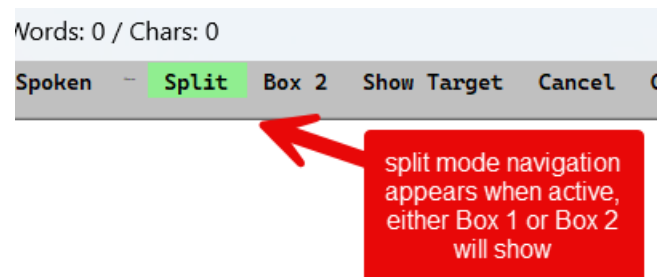 Words: 0 / Chars: 0
Spoken ~ Split Box 2 Show Target Cancel
split mode navigation
appears when active,
either Box 1 or Box 2
will show